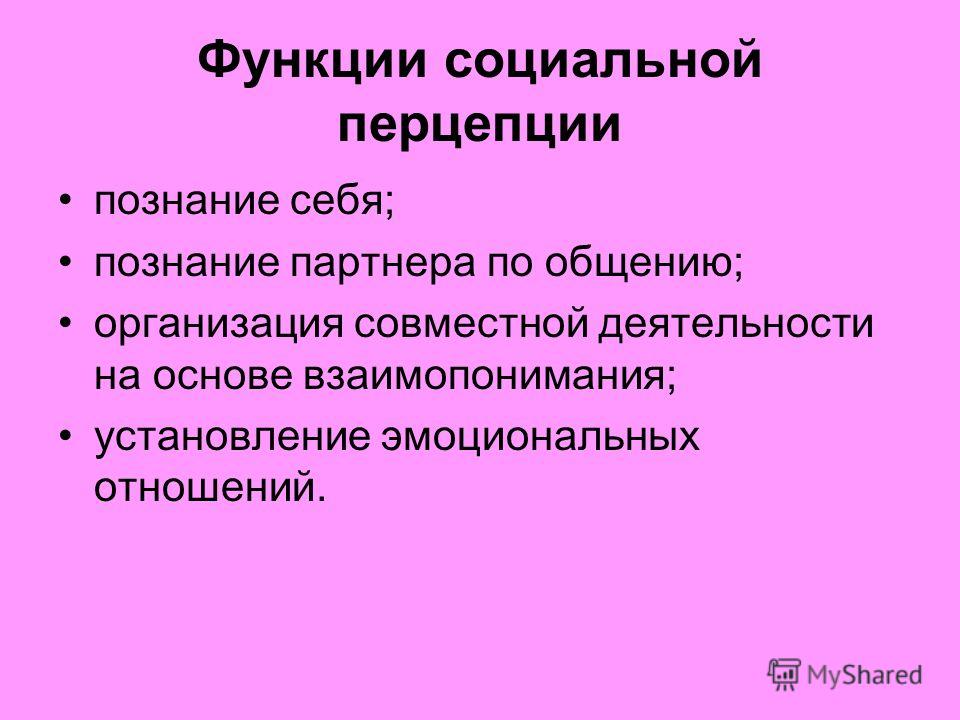 Функции социальной
перцепции
• познание себя;
• познание партнера по общению;
• организация совместной деятельности
на основе взаимопонимания;
• установление эмоциональных
отношений.
MyShared